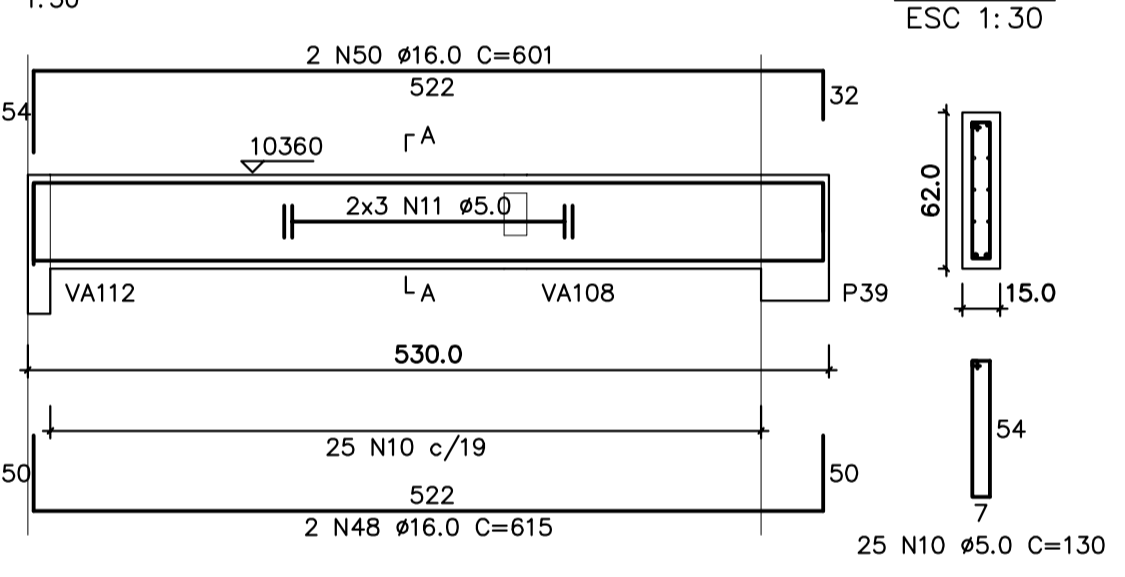 ESC 1:30
2 N50 ø16.0 C=601
522
54
32
A
10360
2x3 N11 ø5.0
62.0
VA112
A
VA108
P39
15.0
530.0
25 N10 c/19
54
50
522
50
2 N48 ø16.0 C=615
7
25 N10 ø5.0 C=130